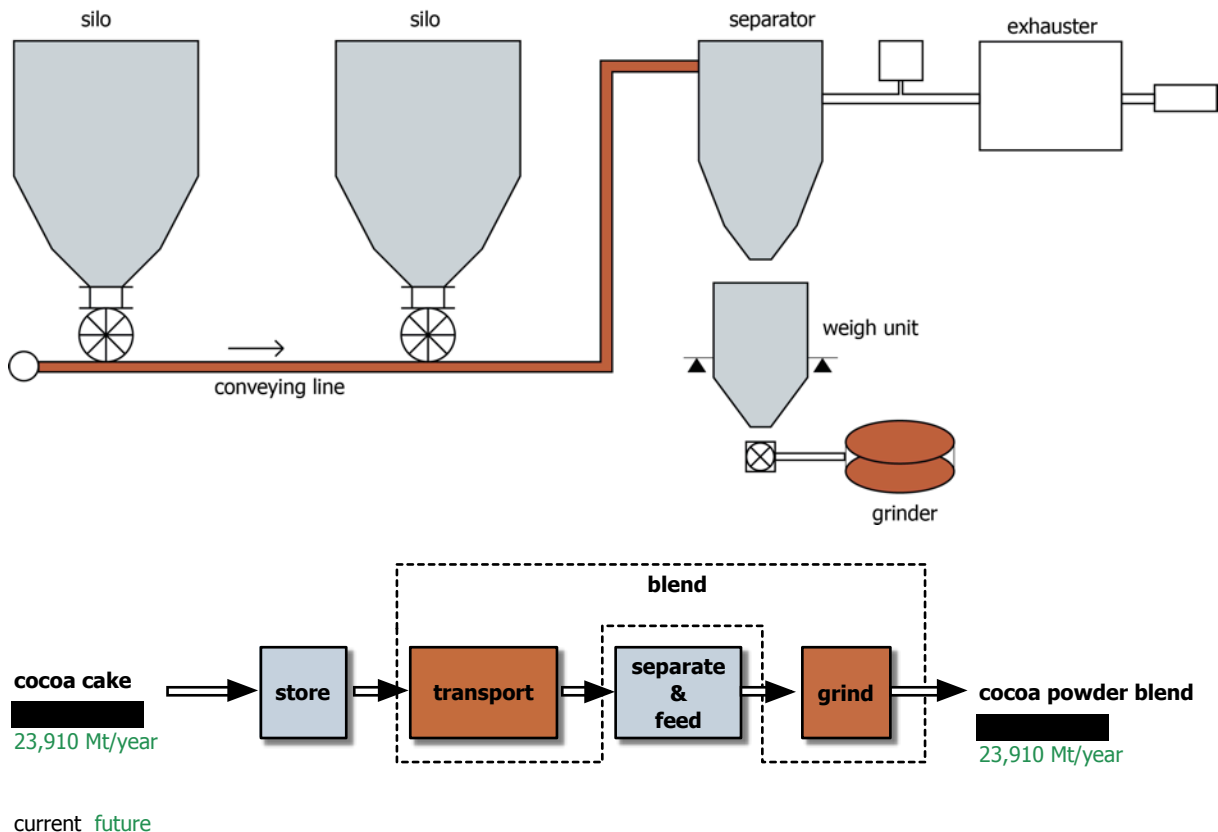 silo
silo
separator
exhauster
conveying line
weigh unit
grinder
blend
cocoa cake
23,910 Mt/year
store
transport
separate
&
feed
grind
cocoa powder blend
23,910 Mt/year
current future